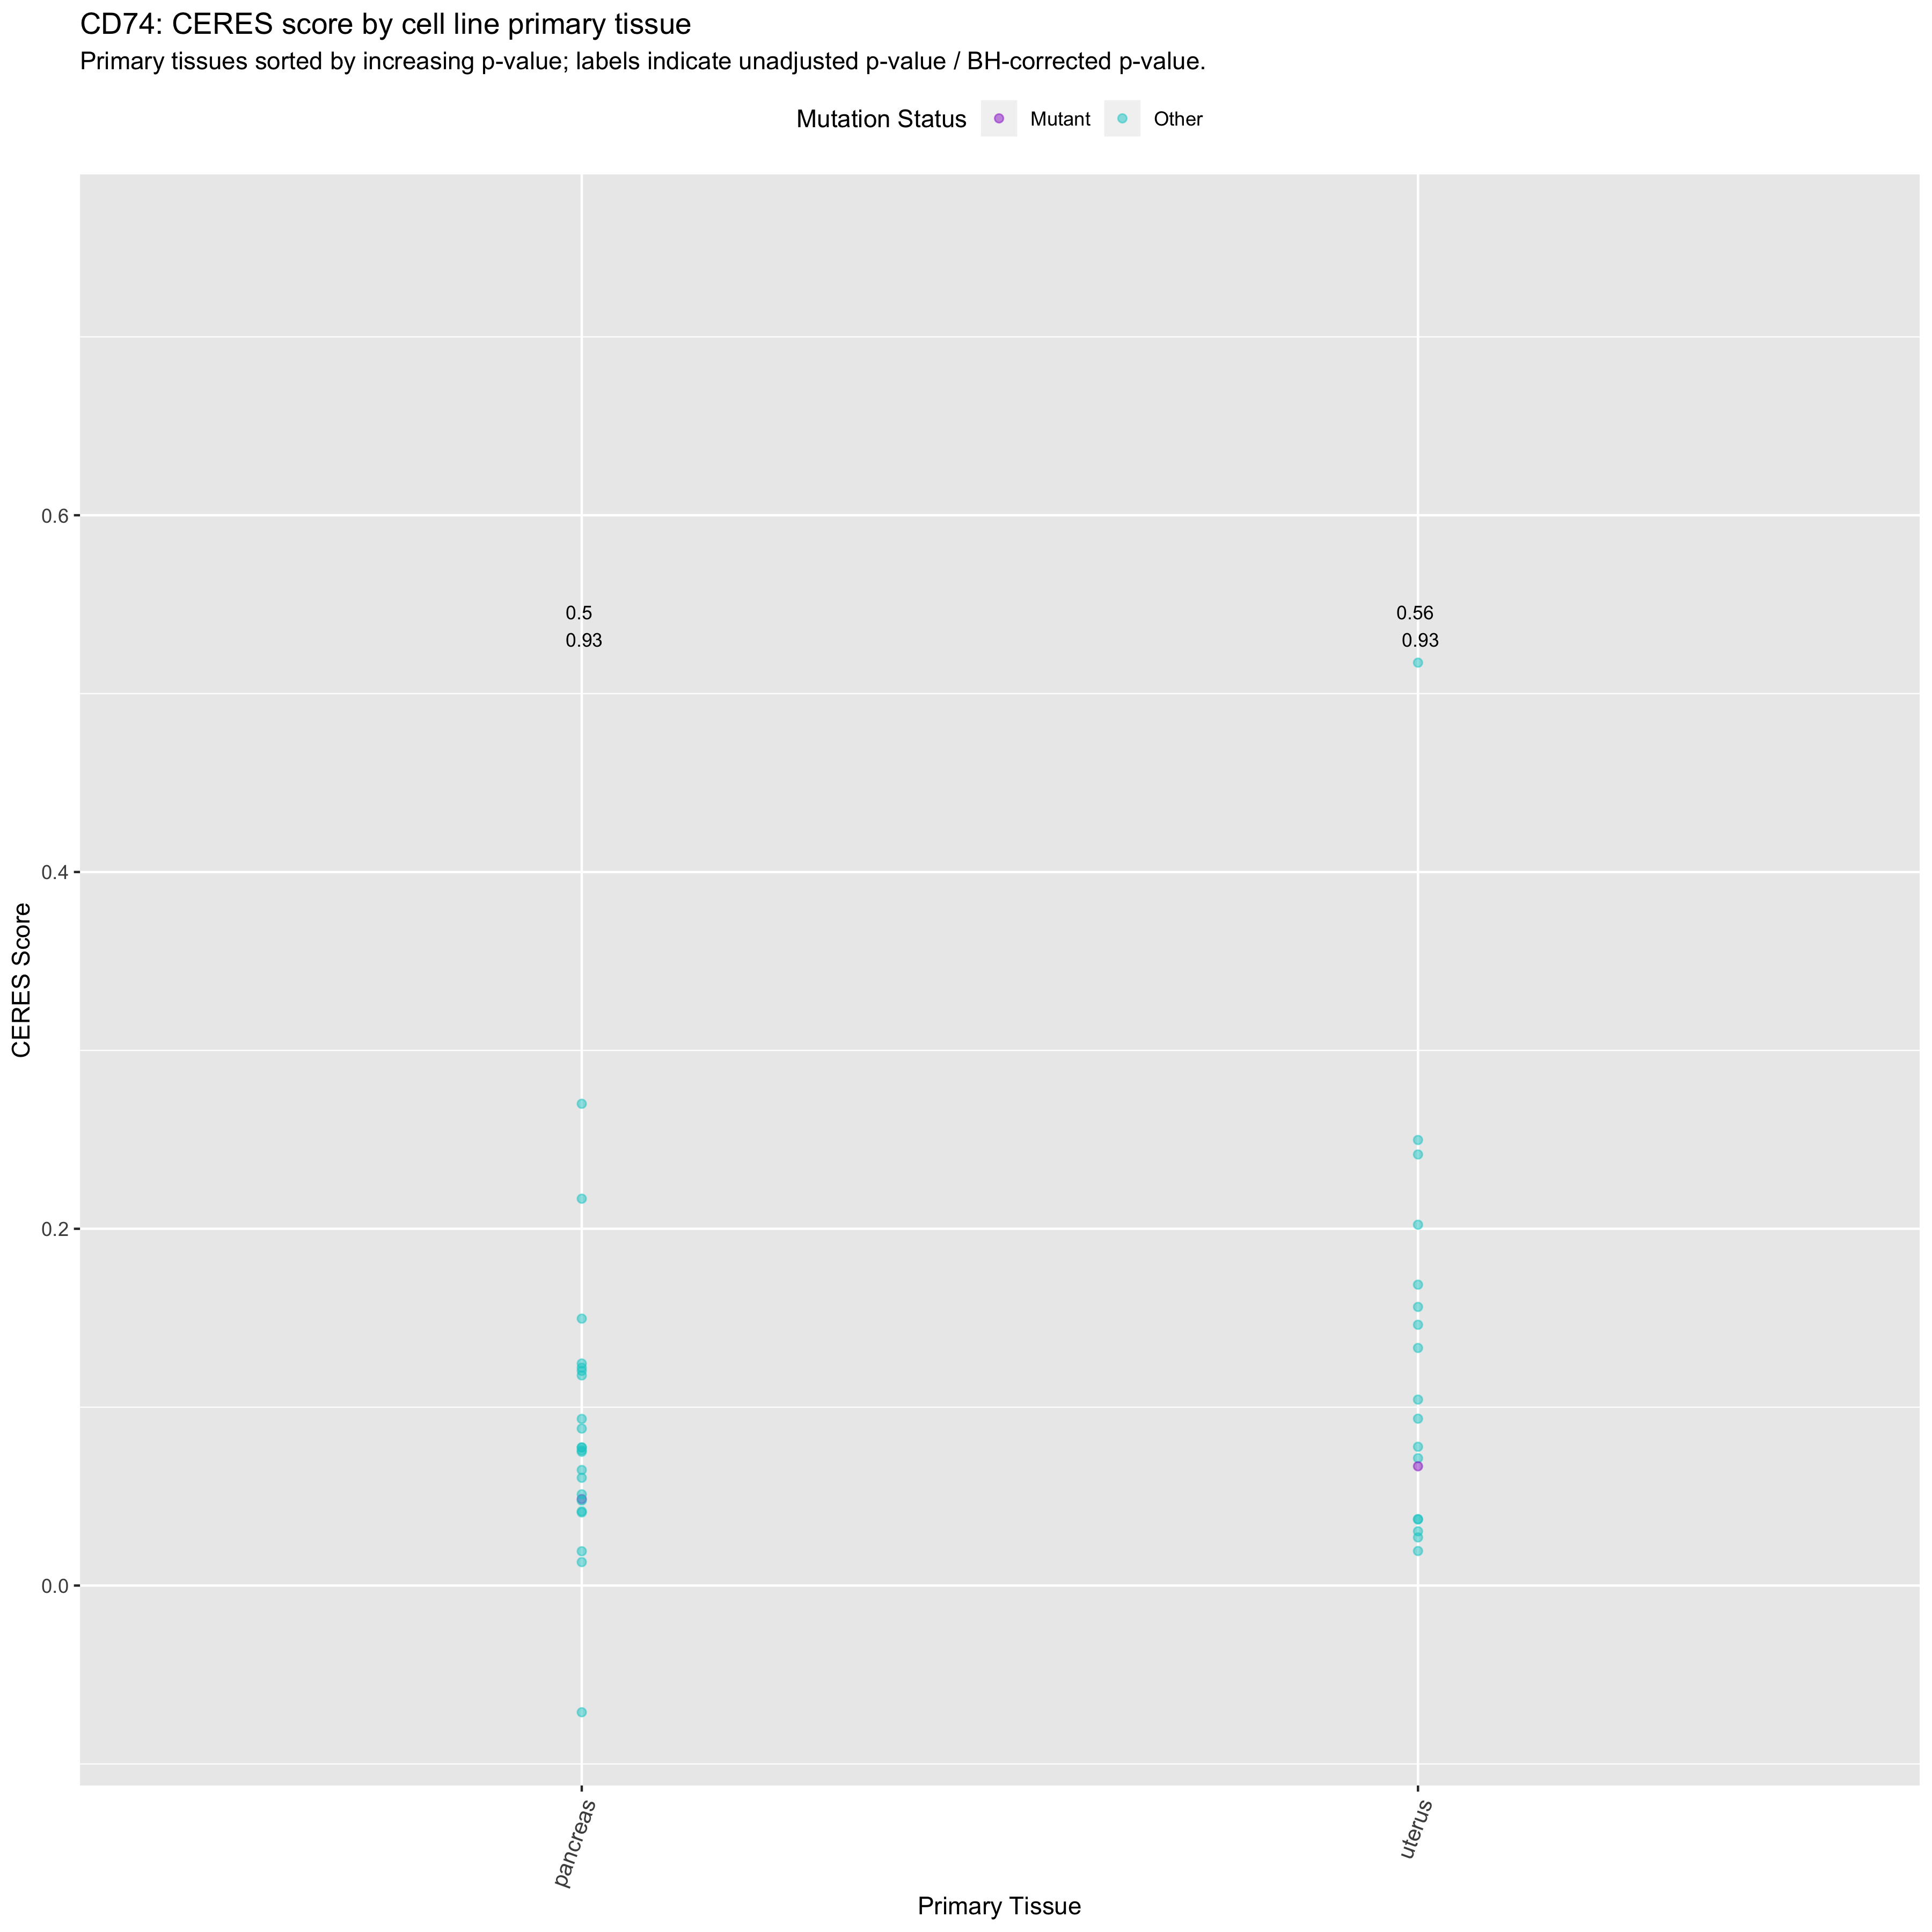 CD74: CERES score by cell line primary tissue
Primary tissues sorted by increasing p-value; labels indicate unadjusted p-value / BH-corrected p-value.
Mutation Status Mutant Other
0.6
0.5 0.56
0.93 0.93
0.4
CERES Score
0.2
0.0
pancreas uterus
Primary Tissue